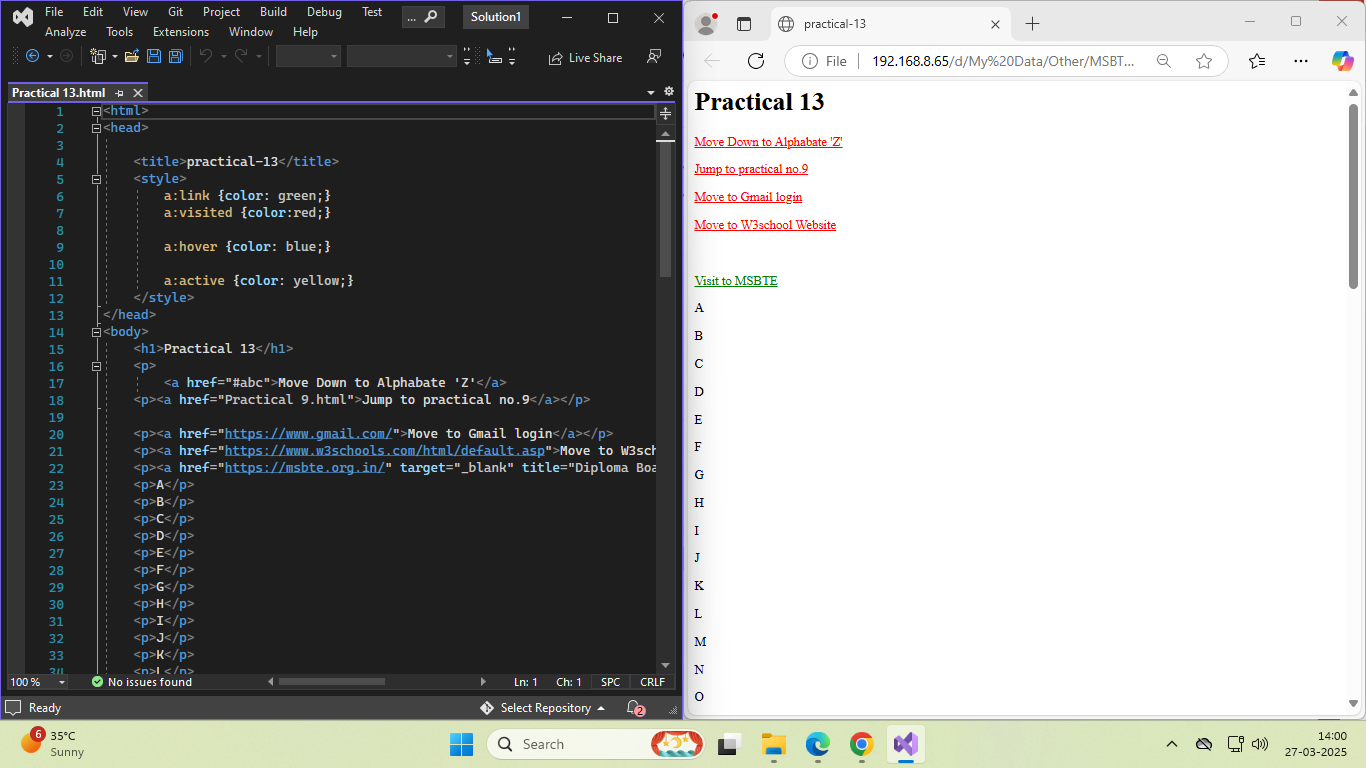 File Edit View Git Project Build Debug Test ... Solution1
Analyze Tools Extensions Window Help
Live Share
Practical 13.html
1 <html>
2 <head>
3
4 <title>practical-13</title>
5 <style>
6 a:link {color: green;}
7 a:visited {color:red;}
8
9 a:hover {color: blue;}
10
11 a:active {color: yellow;}
12 </style>
13 </head>
14 <body>
15 <h1>Practical 13</h1>
16 <p>
17 <a href="#abc">Move Down to Alphabate 'Z'</a>
18 <p><a href="Practical 9.html">Jump to practical no.9</a></p>
19
20 <p><a href="https://www.gmail.com/">Move to Gmail login</a></p>
21 <p><a href="https://www.w3schools.com/html/default.asp">Move to W3sch
22 <p><a href="https://msbte.org.in/" target="_blank" title="Diploma Boa
23 <p>A</p>
24 <p>B</p>
25 <p>C</p>
26 <p>D</p>
27 <p>E</p>
28 <p>F</p>
29 <p>G</p>
30 <p>H</p>
31 <p>I</p>
32 <p>J</p>
33 <p>K</p>
34 <p>L</p>
100 % No issues found Ln: 1 Ch: 1 SPC CRLF
Ready Select Repository 2
practical-13
File 192.168.8.65/d/My%20Data/Other/MSBT...
Practical 13
Move Down to Alphabate 'Z'
Jump to practical no.9
Move to Gmail login
Move to W3school Website
Visit to MSBTE
A
B
C
D
E
F
G
H
I
J
K
L
M
N
O
6 35°C
Sunny
Search
14:00
27-03-2025